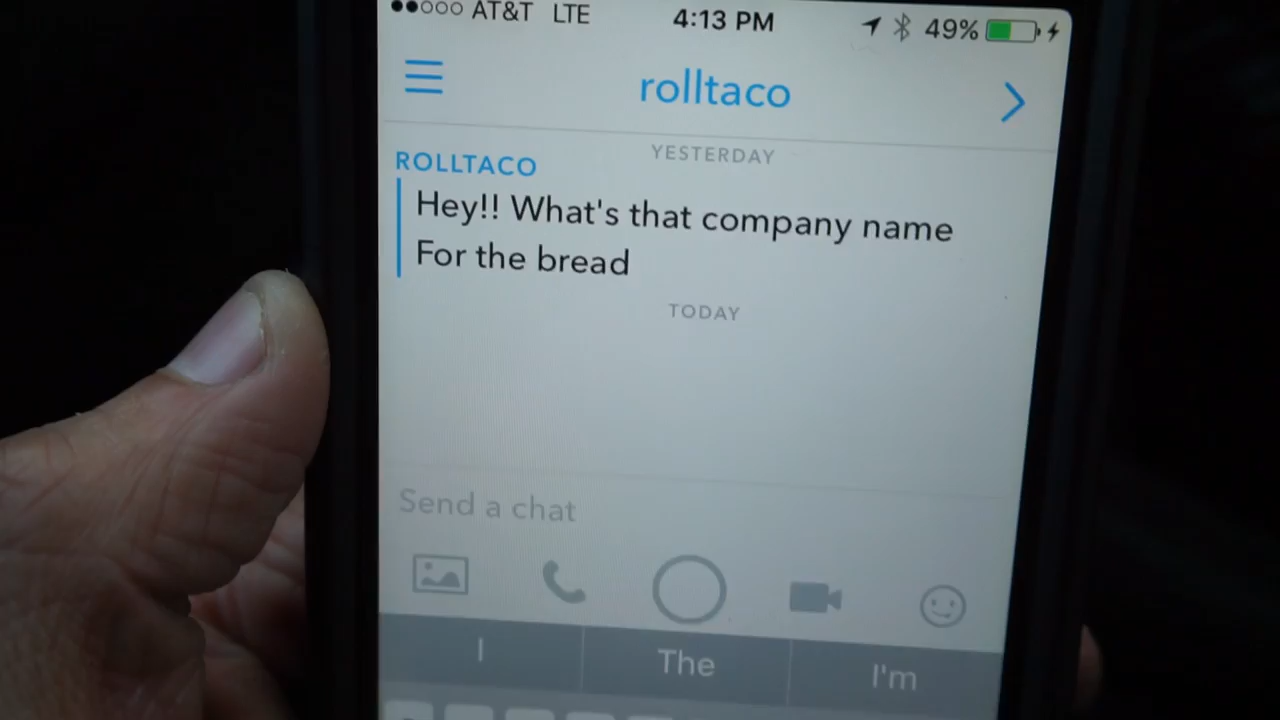 AT&T LTE 4:13 PM 49%
rolltaco
YESTERDAY
ROLLTACO
Hey!! What's that company name
For the bread
TODAY
Send a chat
I The I'm